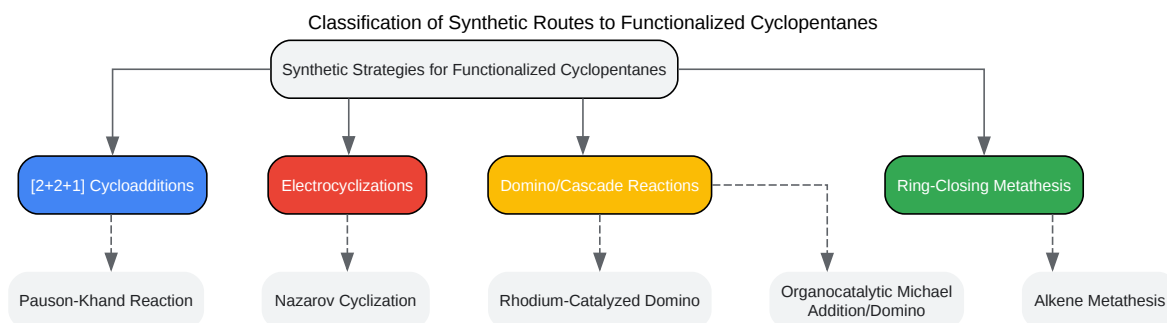 Classification of Synthetic Routes to Functionalized Cyclopentanes
Synthetic Strategies for Functionalized Cyclopentanes
[2+2+1] Cycloadditions
Electrocyclizations
Domino/Cascade Reactions
Ring-Closing Metathesis
Pauson-Khand Reaction
Nazarov Cyclization
Rhodium-Catalyzed Domino
Organocatalytic Michael
Addition/Domino
Alkene Metathesis